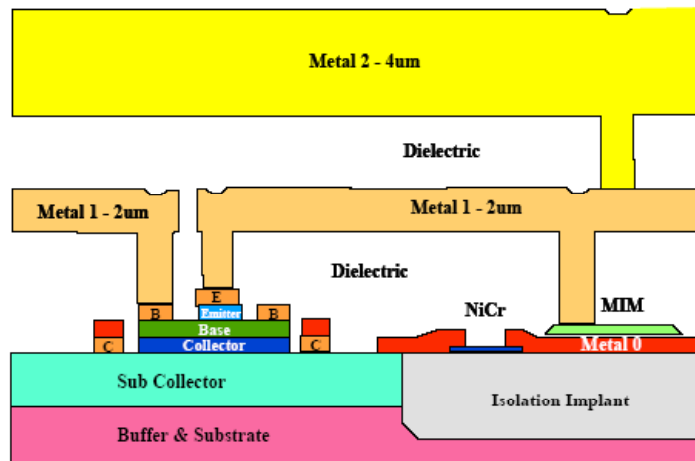 Metal 2 - 4um
Dielectric
Metal 1 - 2um
Metal 1 - 2um
Dielectric
E
B
Emitter
B
NiCr
MIM
Base
C
Collector
C
Metal 0
Sub Collector
Isolation Implant
Buffer & Substrate